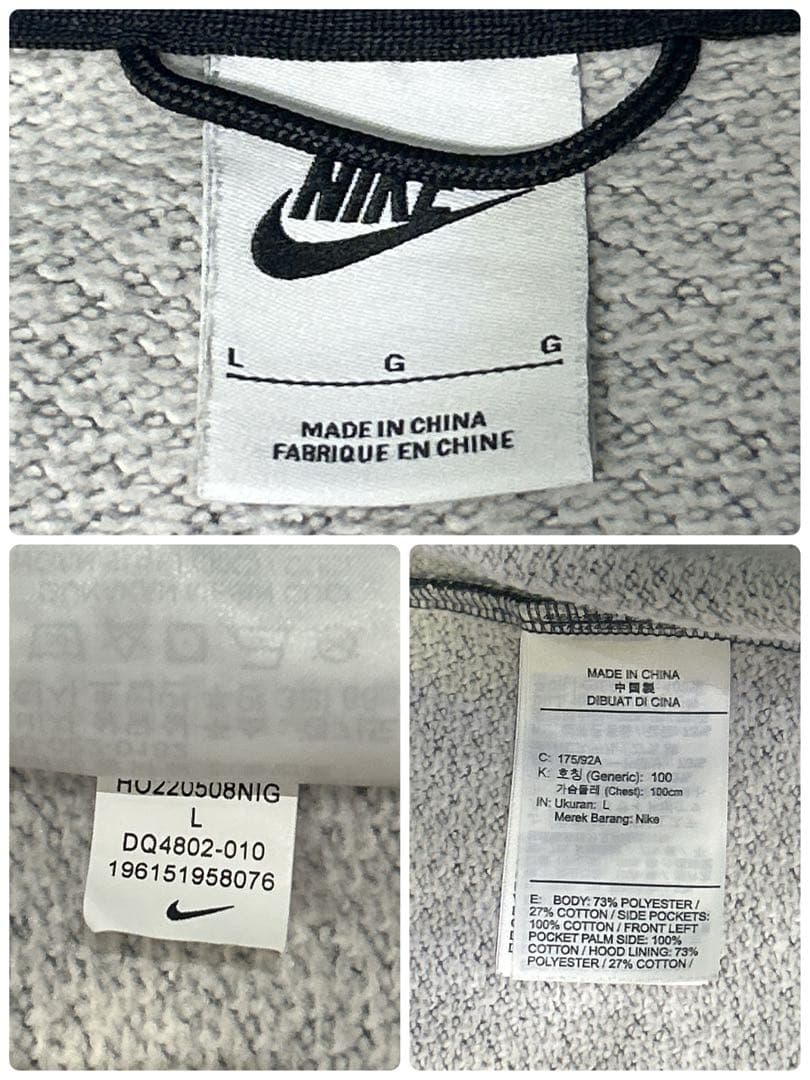 NIKE
L G G
MADE IN CHINA
FABRIQUE EN CHINE
HO220508NIG
L
DQ4802-010
196151958076
MADE IN CHINA
中國製
DIBUAT DI CINA
C: 175/92A
K: 호칭 (Generic): 100
가슴둘레 (Chest): 100cm
IN: Ukuran: L
Merek Barang: Nike
E: BODY: 73% POLYESTER /
27% COTTON / SIDE POCKETS:
100% COTTON / FRONT LEFT
POCKET PALM SIDE: 100%
COTTON / HOOD LINING: 73%
POLYESTER / 27% COTTON /